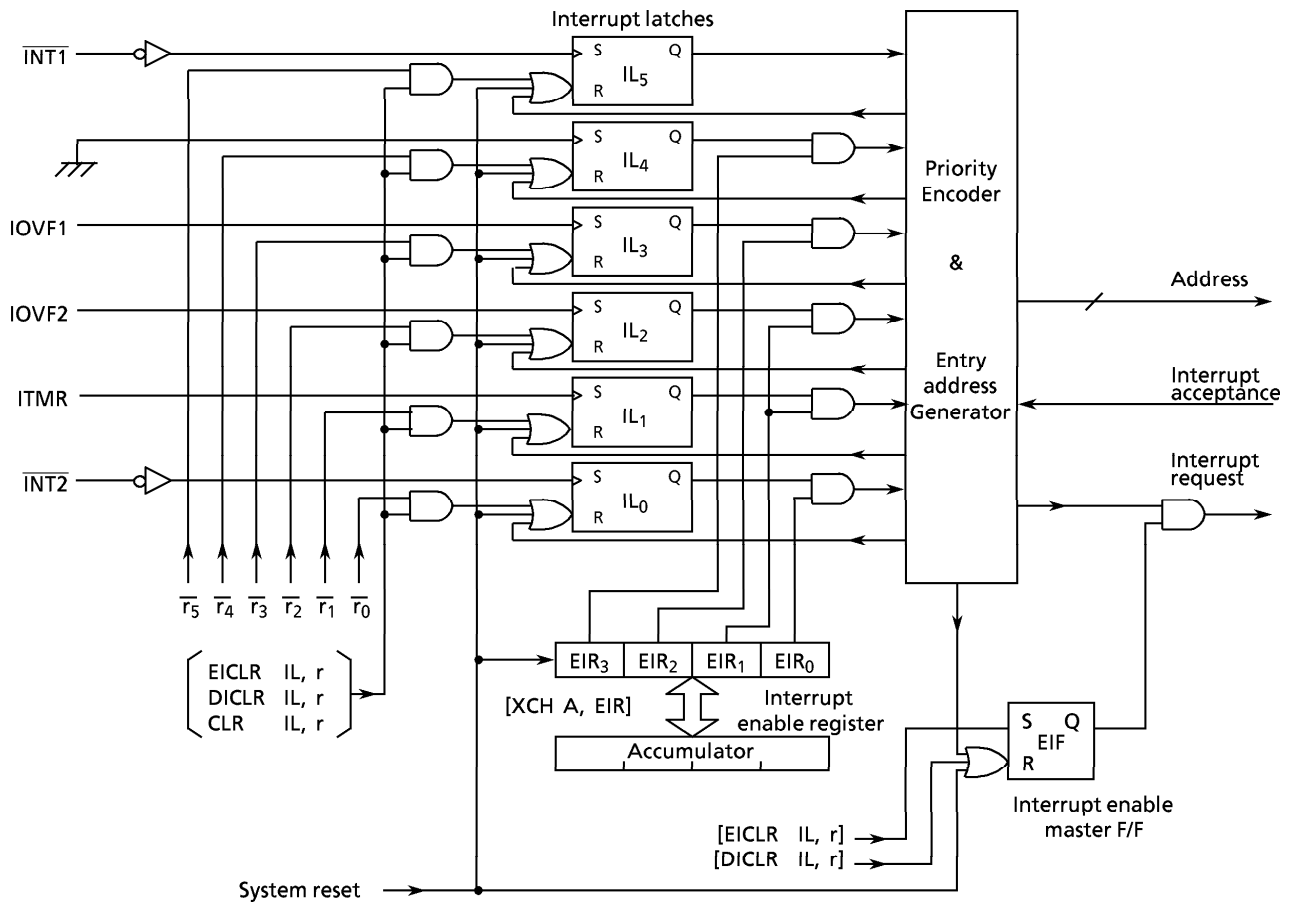 Interrupt latches
INT1
S Q
IL5
R
S Q
IL4
R
Priority
Encoder
IOVF1
S Q
IL3
R
&
Address
IOVF2
S Q
IL2
R
Entry
address
Generator
Interrupt
acceptance
ITMR
S Q
IL1
R
INT2
S Q
IL0
R
Interrupt
request
r5 r4 r3 r2 r1 r0
EIR3 EIR2 EIR1 EIR0
EICLR IL, r
DICLR IL, r
CLR IL, r
[XCH A, EIR]
Interrupt
enable register
Accumulator
S Q
EIF
R
Interrupt enable
master F/F
[EICLR IL, r]
[DICLR IL, r]
System reset